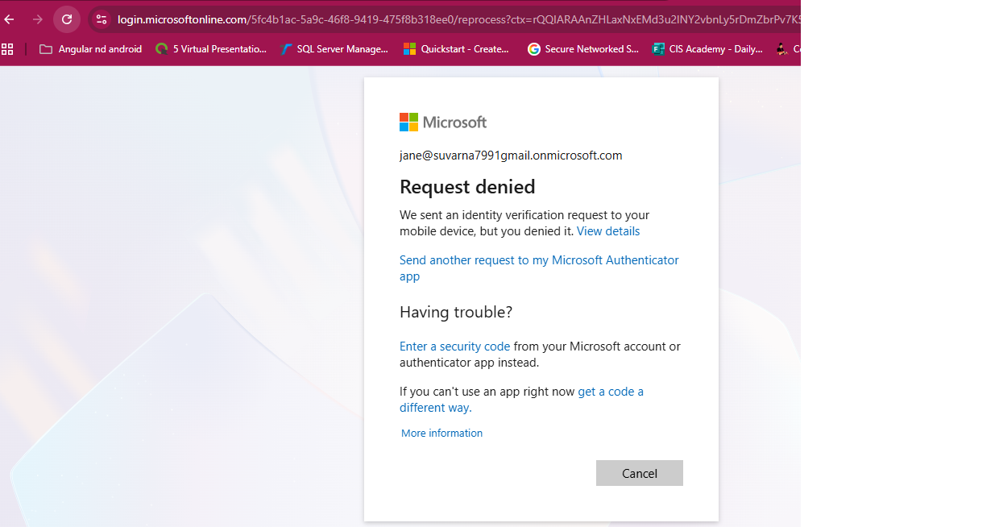 login.microsoftonline.com/5fc4b1ac-5a9c-46f8-9419-475f8b318ee0/reprocess?ctx=rQQIARAAnZHLaxNxEMd3u2INY2vbnLy5rDmZbrPv7K5
Angular nd android 5 Virtual Presentatio... SQL Server Manage... Quickstart - Create... Secure Networked S... CIS Academy - Daily...
Microsoft
jane@suvarna7991gmail.onmicrosoft.com
Request denied
We sent an identity verification request to your
mobile device, but you denied it. View details
Send another request to my Microsoft Authenticator
app
Having trouble?
Enter a security code from your Microsoft account or
authenticator app instead.
If you can't use an app right now get a code a
different way.
More information
Cancel